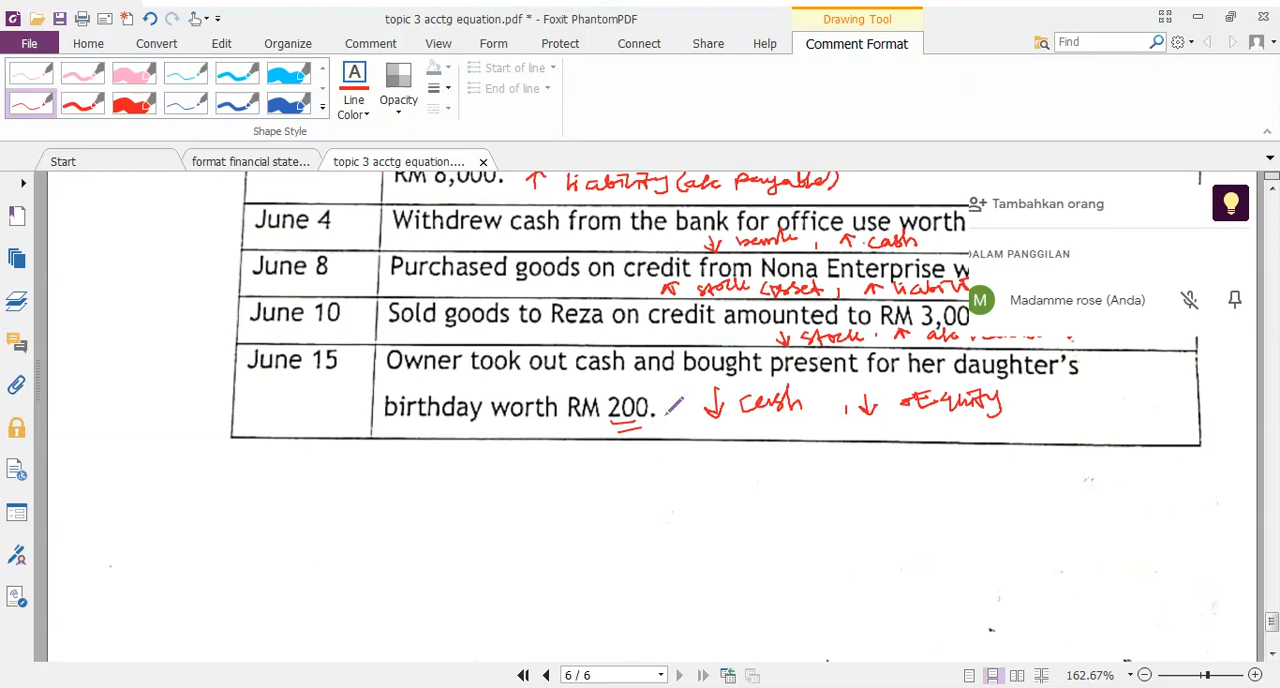 topic 3 acctg equation.pdf * - Foxit PhantomPDF
Drawing Tool
File Home Convert Edit Organize Comment View Form Protect Connect Share Help Comment Format
Find
A
Line Color
Opacity
Start of line
End of line
Shape Style
Start format financial state... topic 3 acctg equation....
RM 8,000. ↑ liability (a/c payable)
June 4 Withdrew cash from the bank for office use worth
↓ bank, ↑ cash
June 8 Purchased goods on credit from Nona Enterprise w
↑ stock (asset,
June 10 Sold goods to Reza on credit amounted to RM 3,00
↓ stock. ↑ a/c
June 15 Owner took out cash and bought present for her daughter's
birthday worth RM 200. ↓ cash , ↓ Equity
Tambahkan orang
DALAM PANGGILAN
M Madamme rose (Anda)
6 / 6
162.67%